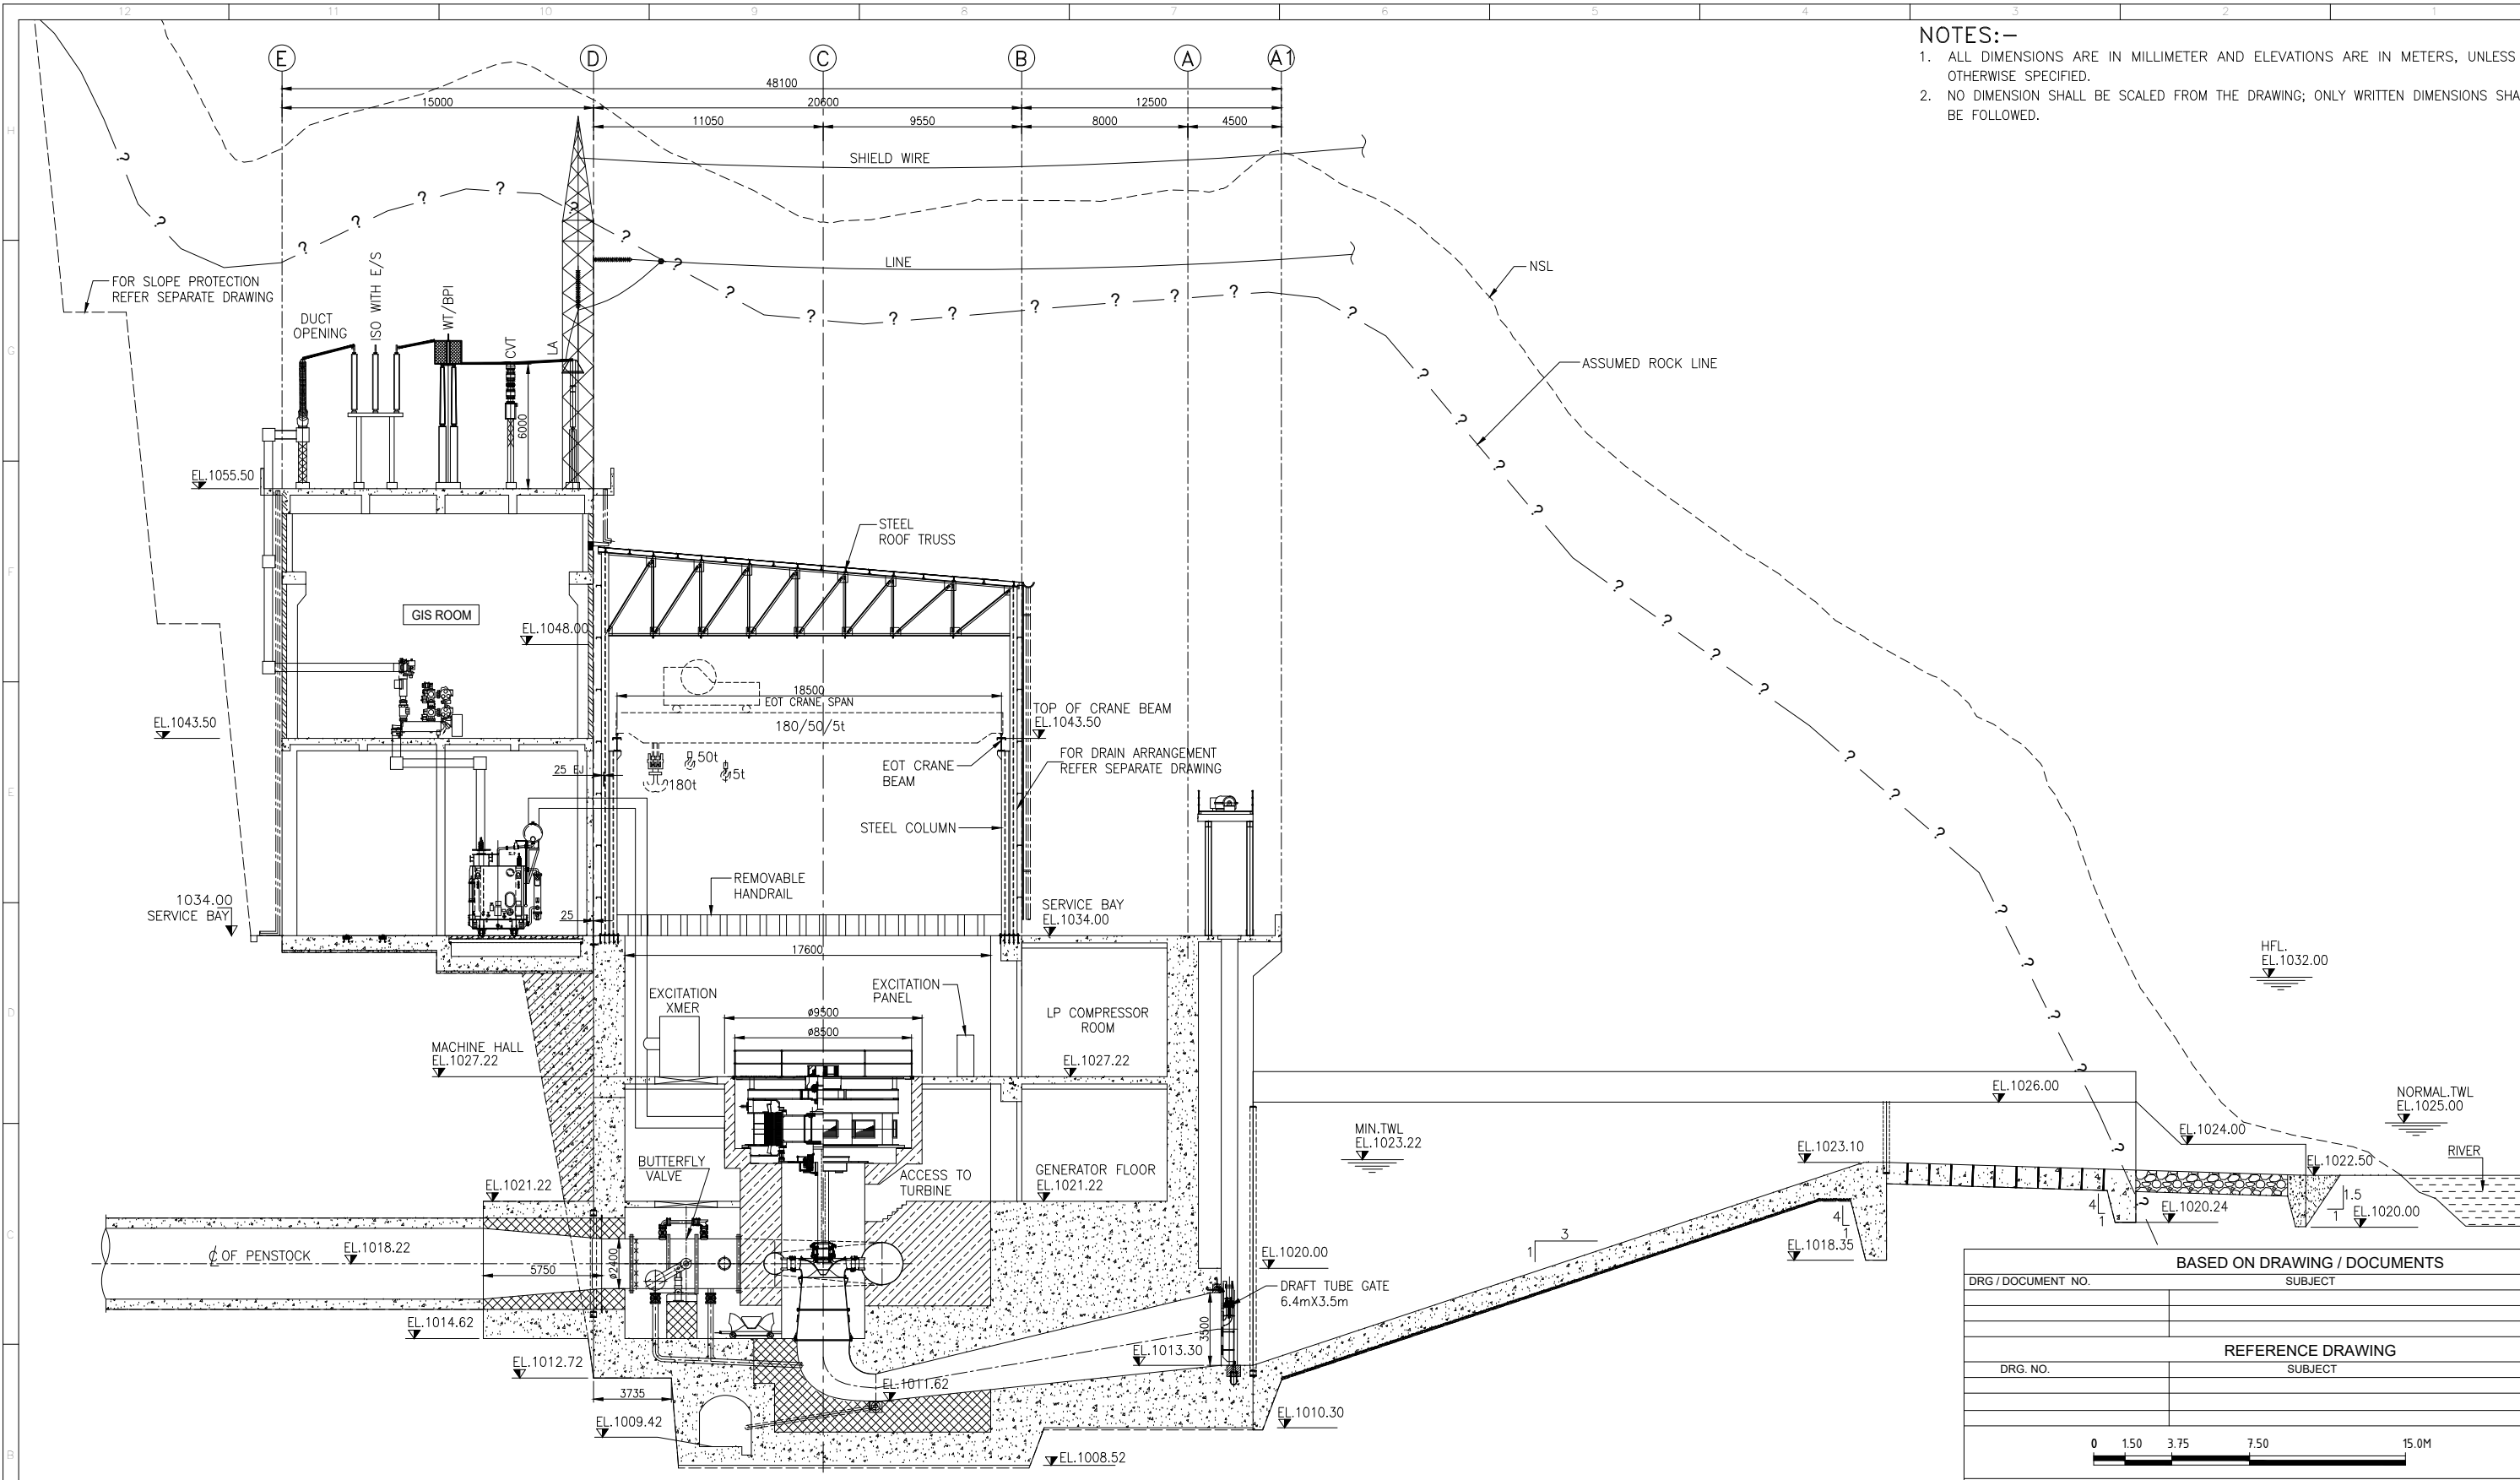 12
11
10
9
8
7
6
5
4
3
2
1
NOTES:-
1. ALL DIMENSIONS ARE IN MILLIMETER AND ELEVATIONS ARE IN METERS, UNLESS
OTHERWISE SPECIFIED.
2. NO DIMENSION SHALL BE SCALED FROM THE DRAWING; ONLY WRITTEN DIMENSIONS SHA
BE FOLLOWED.
E
D
C
B
A
A1
48100
15000
20600
12500
11050
9550
8000
4500
H
SHIELD WIRE
LINE
NSL
FOR SLOPE PROTECTION
REFER SEPARATE DRAWING
DUCT
OPENING
ISO WITH E/S
WT/BPI
CVT
LA
6000
G
ASSUMED ROCK LINE
EL.1055.50
STEEL
ROOF TRUSS
F
GIS ROOM
EL.1048.00
18500
EOT CRANE SPAN
180/50/5t
TOP OF CRANE BEAM
EL.1043.50
EL.1043.50
FOR DRAIN ARRANGEMENT
REFER SEPARATE DRAWING
EOT CRANE
BEAM
50t
5t
180t
25 EJ
E
STEEL COLUMN
REMOVABLE
HANDRAIL
1034.00
SERVICE BAY
25
SERVICE BAY
EL.1034.00
17600
HFL.
EL.1032.00
EXCITATION
XMER
EXCITATION
PANEL
ø9500
ø8500
LP COMPRESSOR
ROOM
D
MACHINE HALL
EL.1027.22
EL.1027.22
EL.1026.00
NORMAL.TWL
EL.1025.00
MIN.TWL
EL.1023.22
EL.1024.00
EL.1023.10
RIVER
BUTTERFLY
VALVE
ACCESS TO
TURBINE
GENERATOR FLOOR
EL.1021.22
EL.1021.22
EL.1022.50
1.5
1
4
1
EL.1020.24
EL.1020.00
C
℄ OF PENSTOCK
EL.1018.22
5750
ø2400
EL.1020.00
3
1
4
1
EL.1018.35
DRAFT TUBE GATE
6.4mX3.5m
3500
EL.1014.62
EL.1013.30
EL.1012.72
3735
EL.1011.62
EL.1009.42
EL.1010.30
EL.1008.52
B
BASED ON DRAWING / DOCUMENTS
DRG / DOCUMENT NO.
SUBJECT
REFERENCE DRAWING
DRG. NO.
SUBJECT
0 1.50 3.75 7.50 15.0M